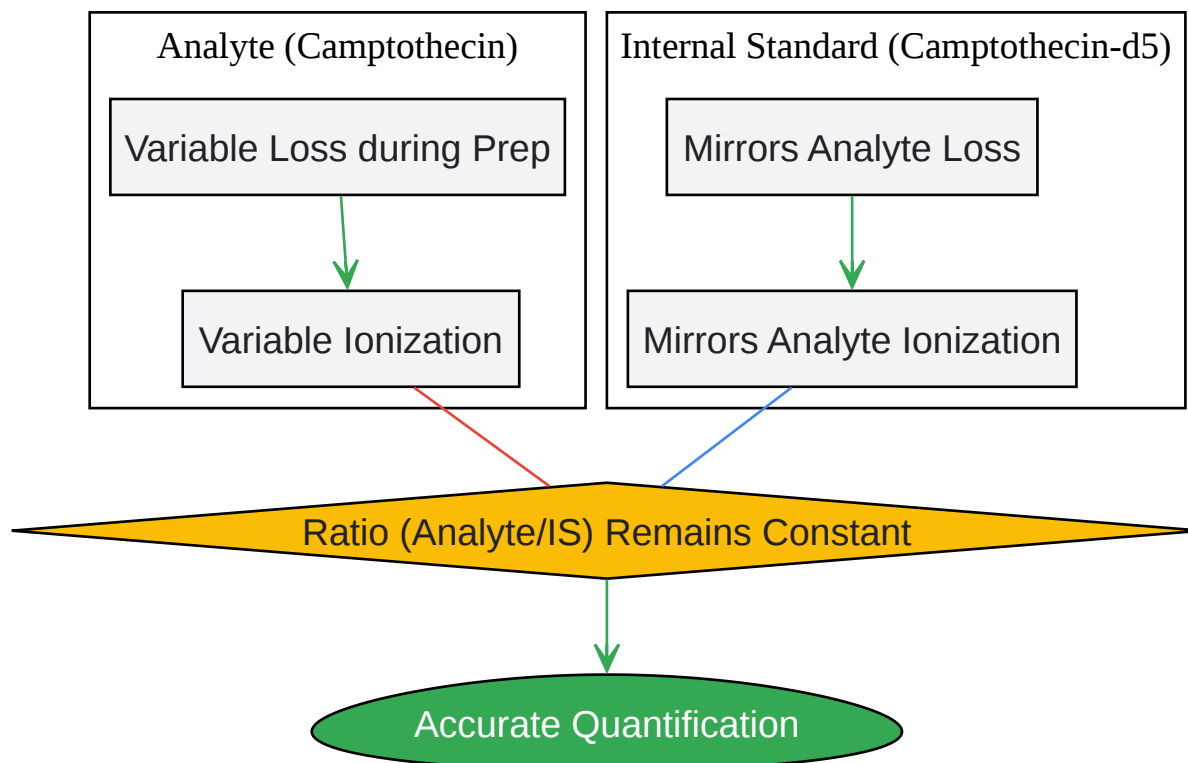 Analyte (Camptothecin)
Internal Standard (Camptothecin-d5)
Variable Loss during Prep
Mirrors Analyte Loss
Variable Ionization
Mirrors Analyte Ionization
Ratio (Analyte/IS) Remains Constant
Accurate Quantification